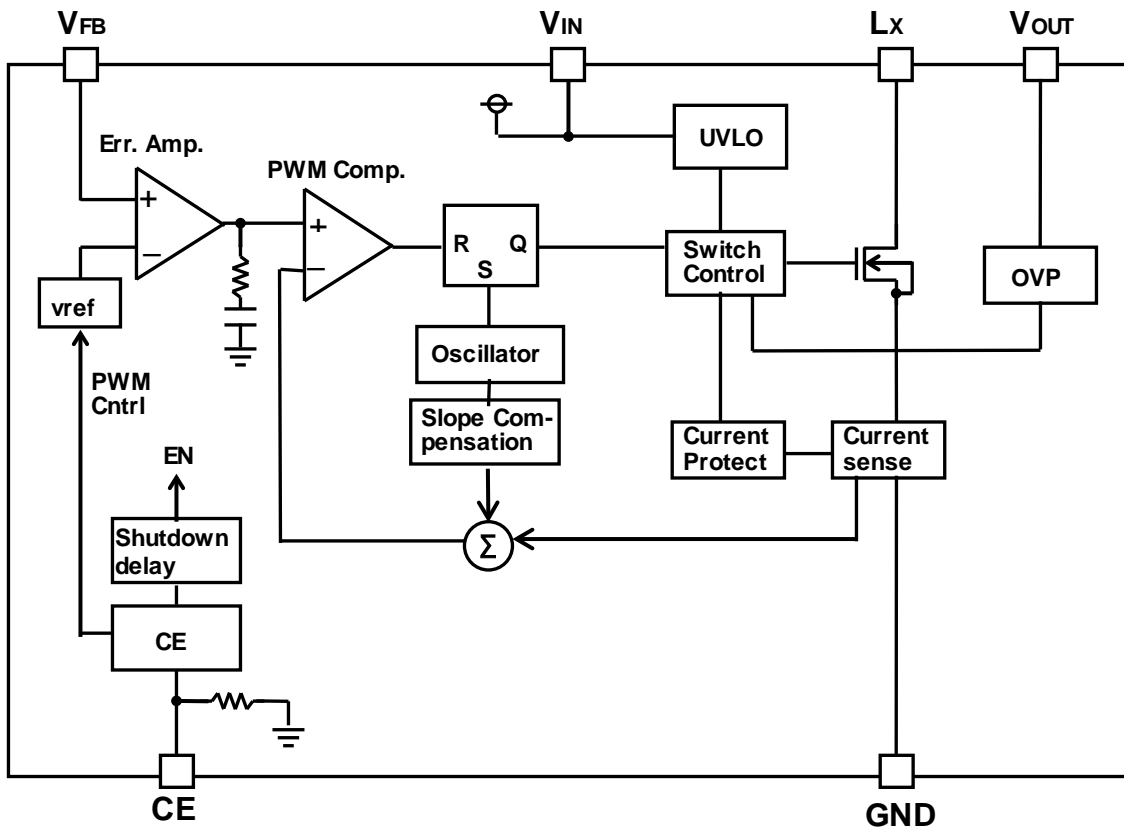 VFB
VIN
LX
VOUT
Err. Amp.
PWM Comp.
UVLO
+
−
+
−
R
Q
S
Switch
Control
OVP
vref
Oscillator
PWM
Cntrl
Slope Com-
pensation
Current
Protect
Current
sense
EN
Shutdown
delay
Σ
CE
CE
GND